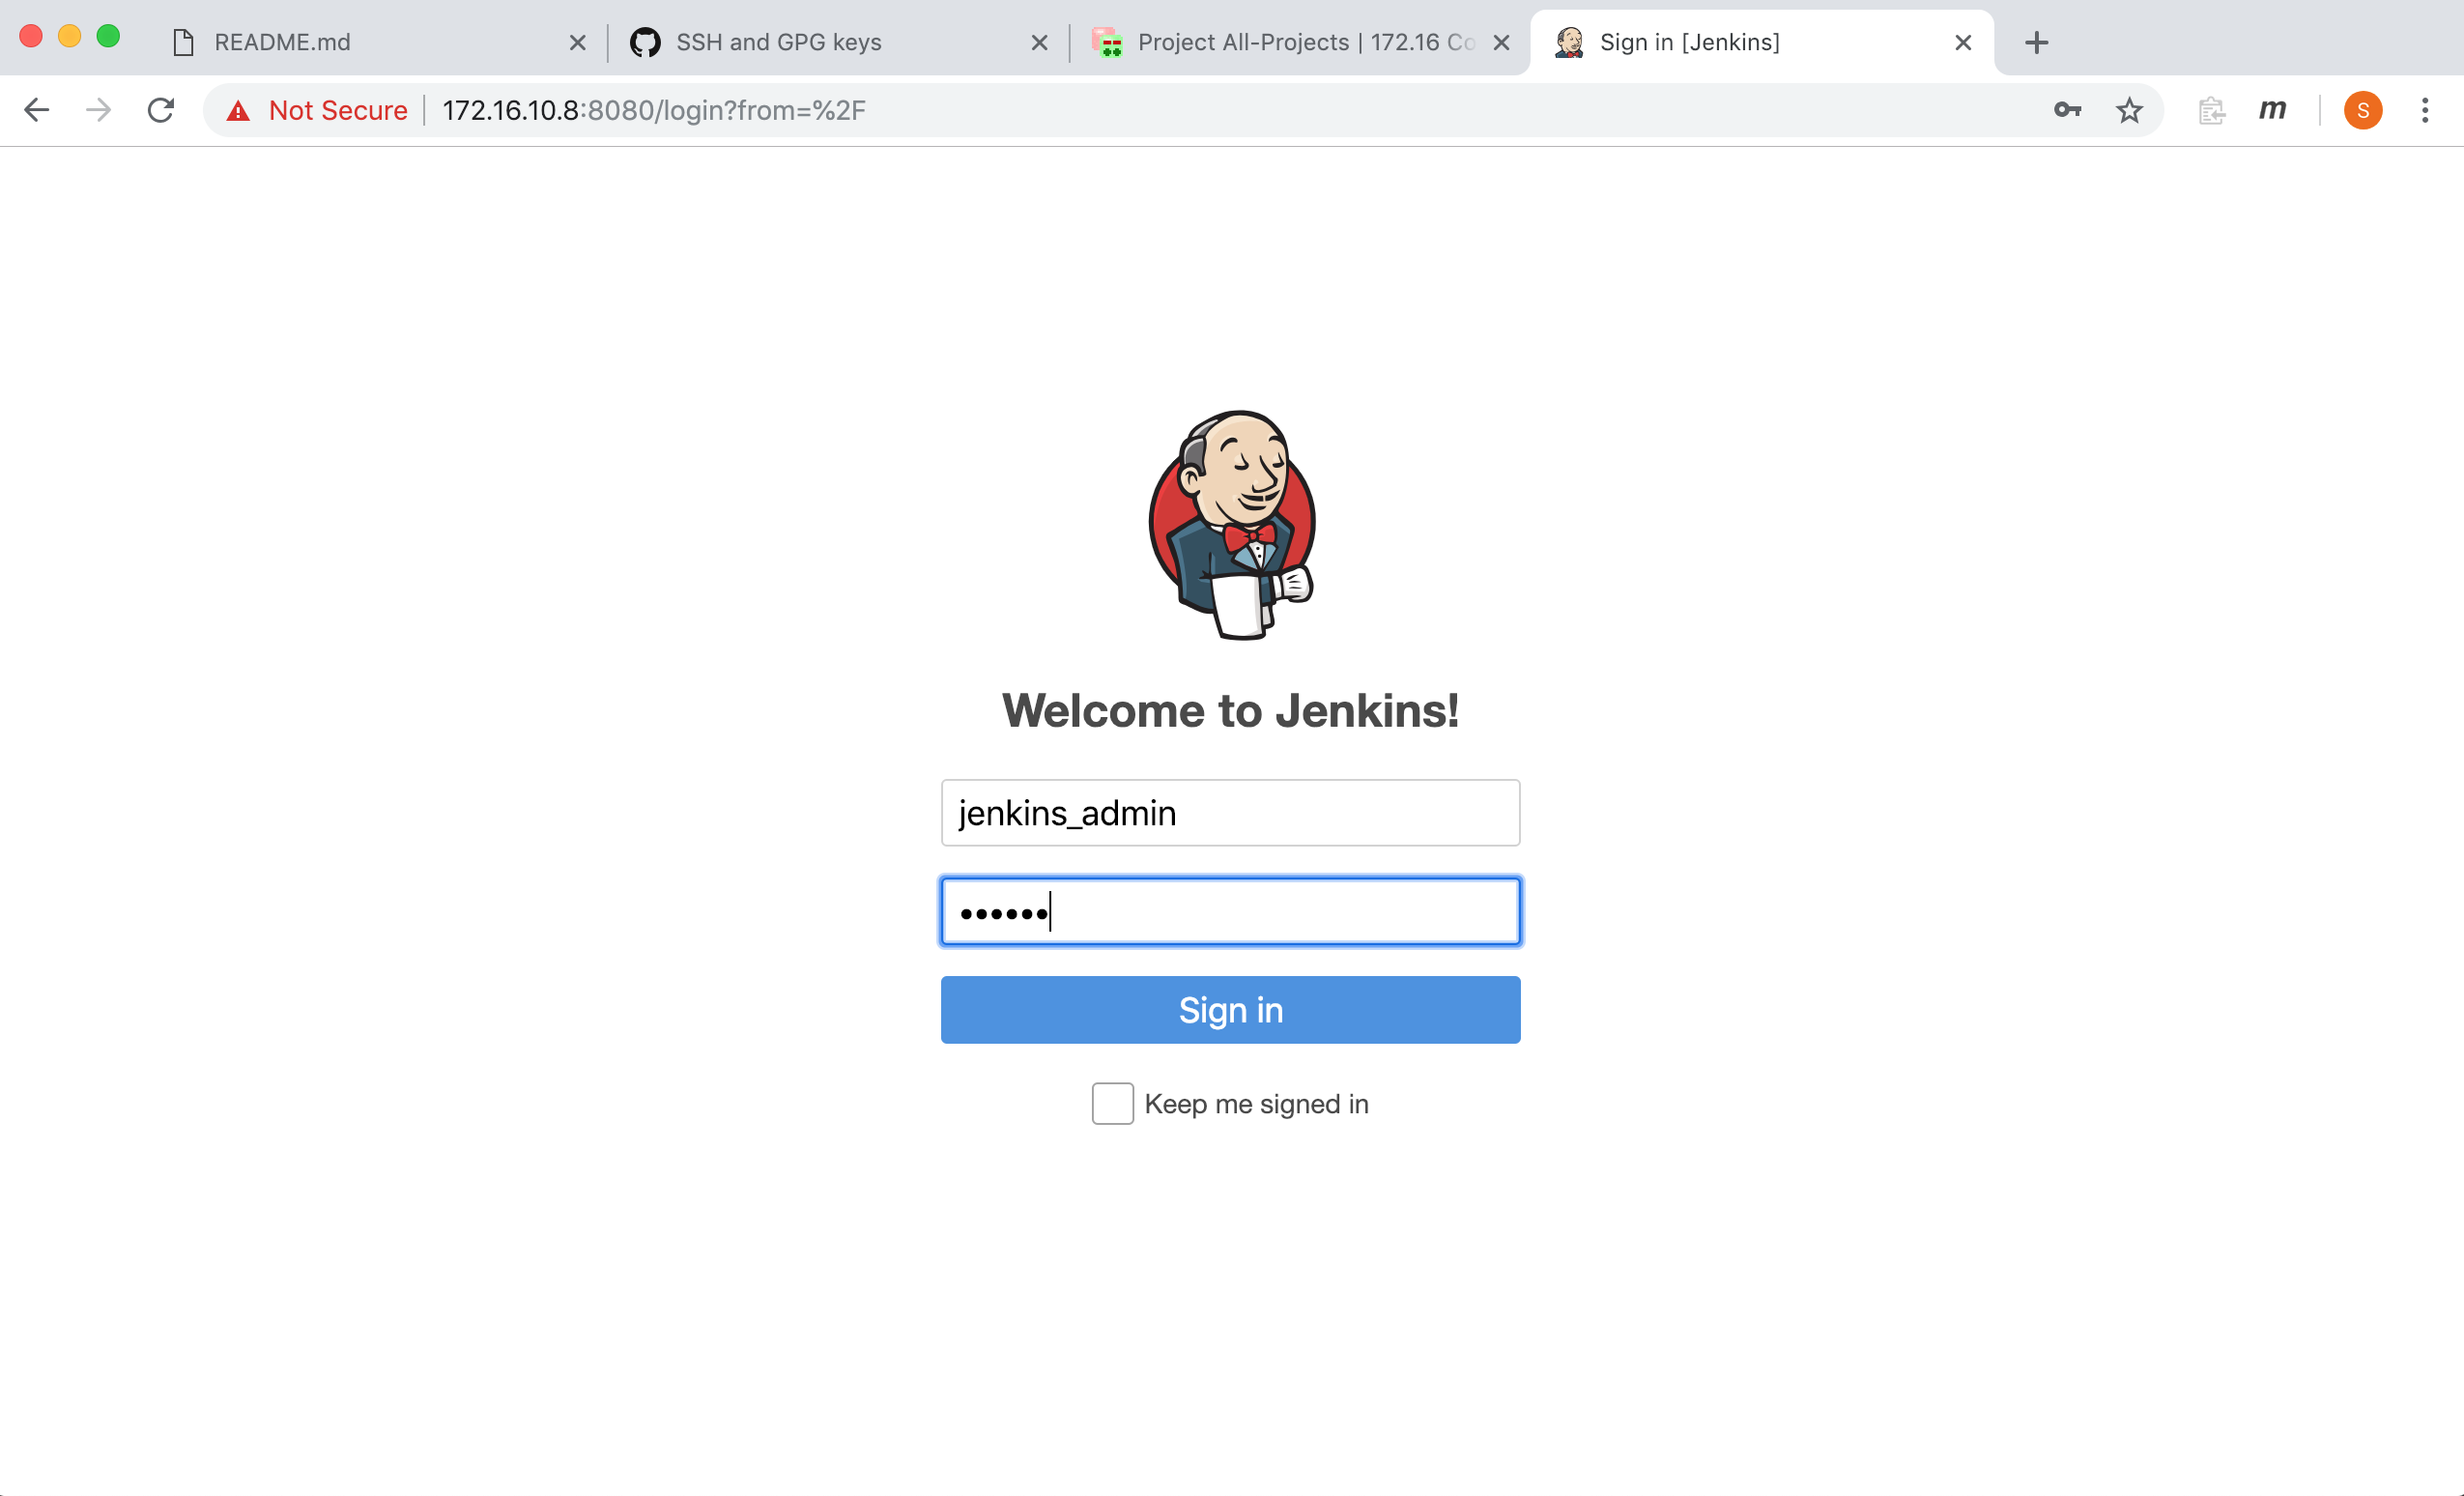 README.md
SSH and GPG keys
Project All-Projects | 172.16 Co
Sign in [Jenkins]
Not Secure
172.16.10.8:8080/login?from=%2F
m
S
Welcome to Jenkins!
jenkins_admin
••••••
Sign in
Keep me signed in